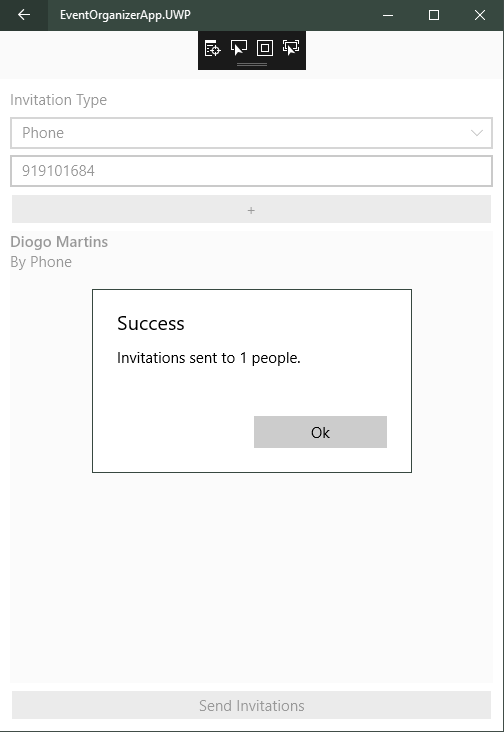 EventOrganizerApp.UWP
Invitation Type
Phone
919101684
+
Diogo Martins
By Phone
Success
Invitations sent to 1 people.
Ok
Send Invitations